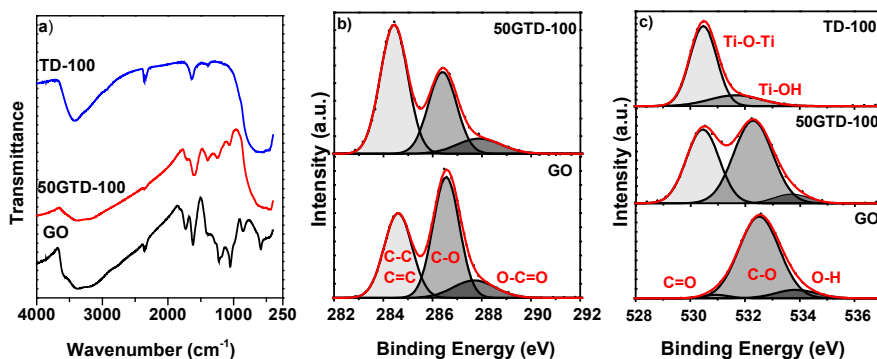 a)
TD-100
50GTD-100
GO
Transmittance
4000 3000 2000 1000 250
Wavenumber (cm-1)
b)
50GTD-100
GO
C-C
C=C
C-O
O-C=O
Intensity (a.u.)
282 284 286 288 290 292
Binding Energy (eV)
c)
TD-100
Ti-O-Ti
Ti-OH
50GTD-100
GO
C=O
C-O
O-H
Intensity (a.u.)
528 530 532 534 536
Binding Energy (eV)